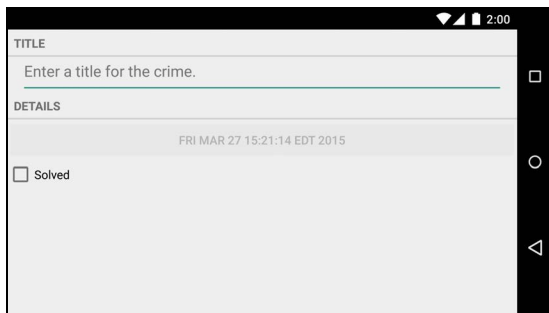 2:00
TITLE
Enter a title for the crime.
DETAILS
FRI MAR 27 15:21:14 EDT 2015
Solved